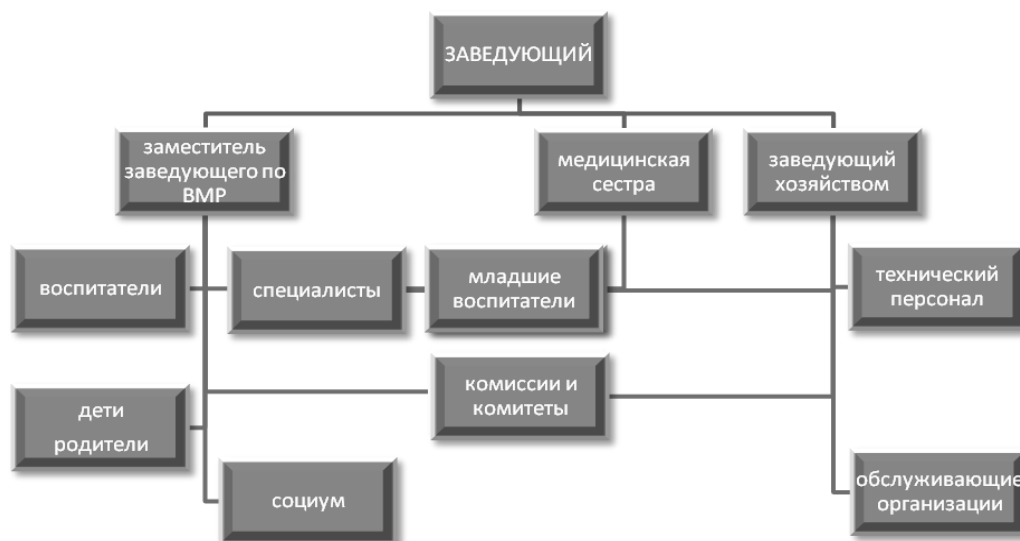 ЗАВЕДУЮЩИЙ
заместитель
заведующего по
ВМР
медицинская
сестра
заведующий
хозяйством
воспитатели
специалисты
младшие
воспитатели
технический
персонал
дети
родители
комиссии и
комитеты
социум
обслуживающие
организации